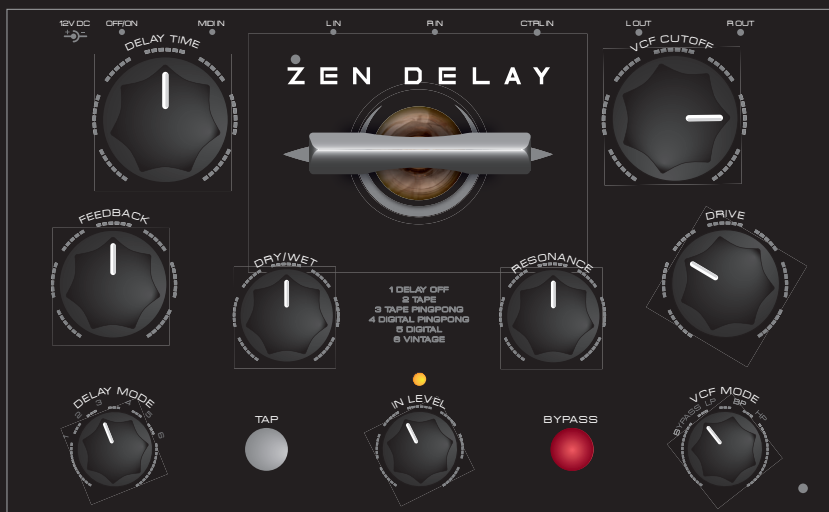 12V DC OFF/ON MIDI IN L IN R IN CTRL IN L OUT R OUT
+ -
DELAY TIME
VCF CUTOFF
ZEN DELAY
FEEDBACK
DRIVE
DRY/WET
RESONANCE
1 DELAY OFF
2 TAPE
3 TAPE PINGPONG
4 DIGITAL PINGPONG
5 DIGITAL
6 VINTAGE
DELAY MODE
1 2 3 4 5 6
TAP
IN LEVEL
BYPASS
VCF MODE
BYPASS LP BP HP